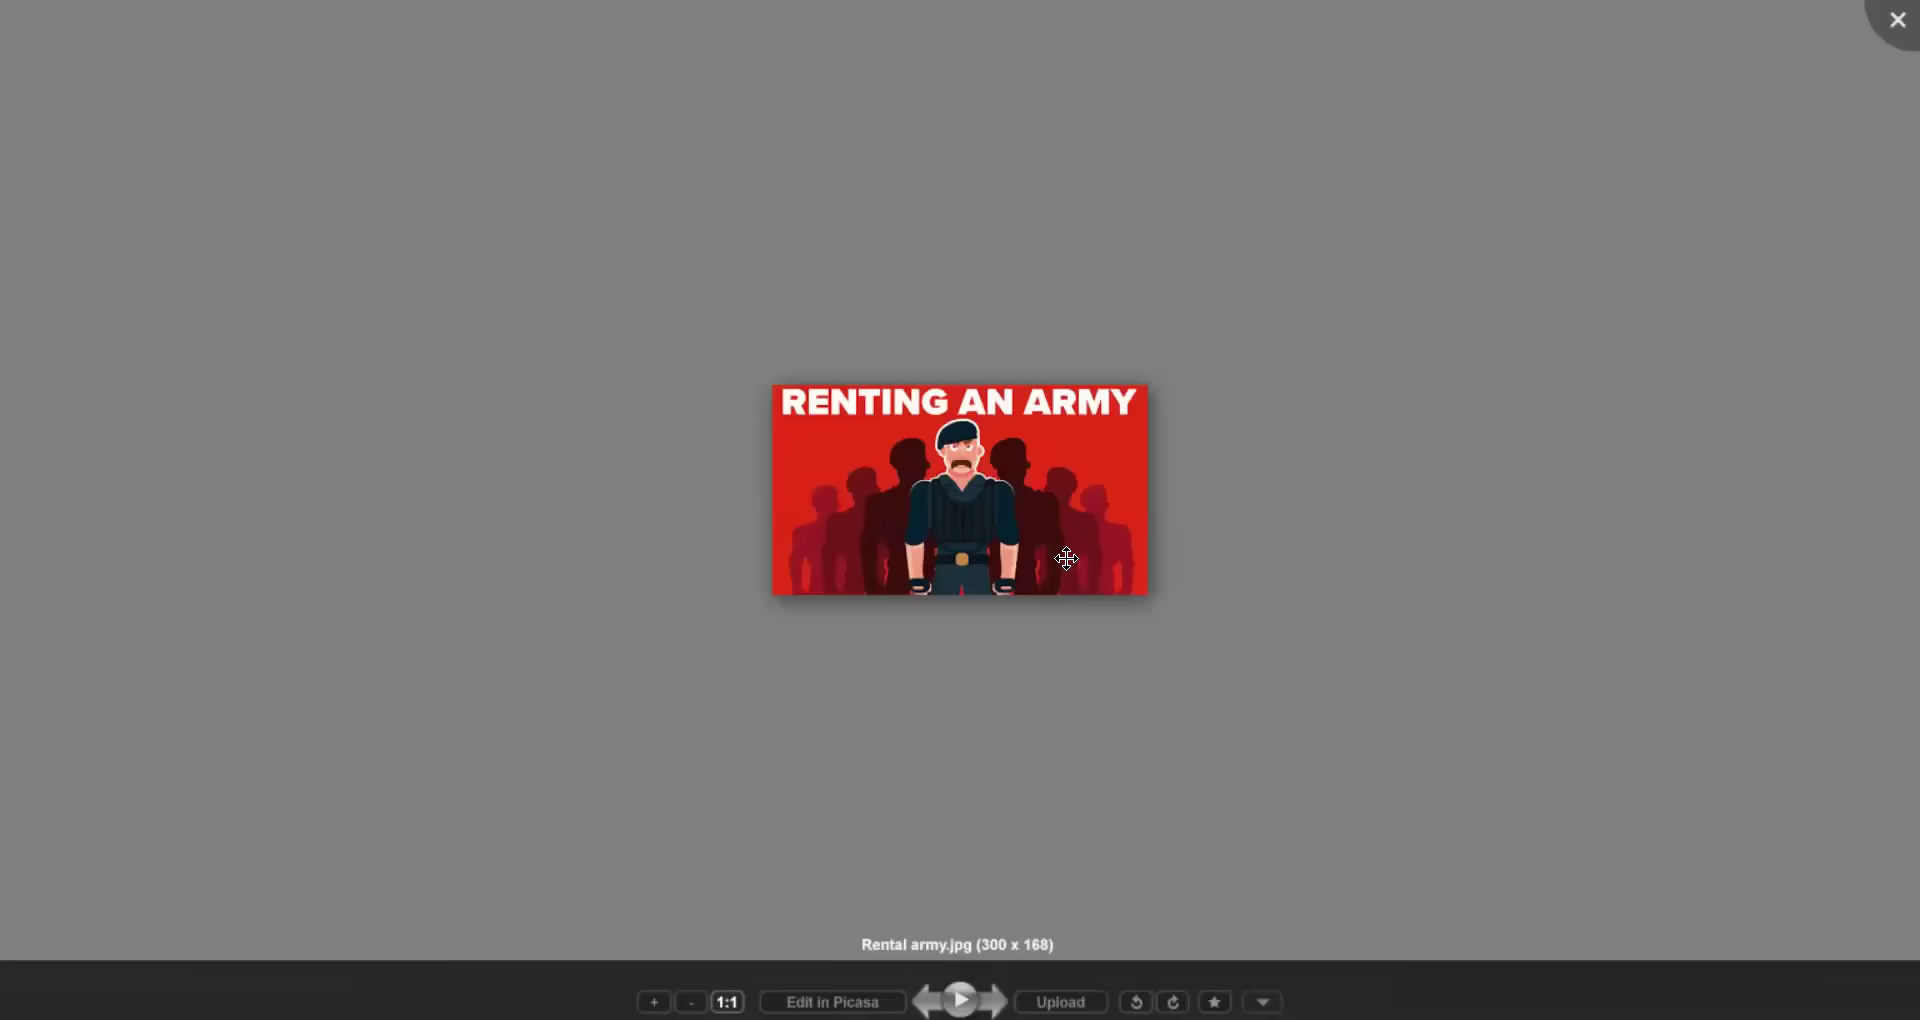 RENTING AN ARMY
Rental army.jpg (300 x 168)
+ - 1:1 Edit in Picasa Upload